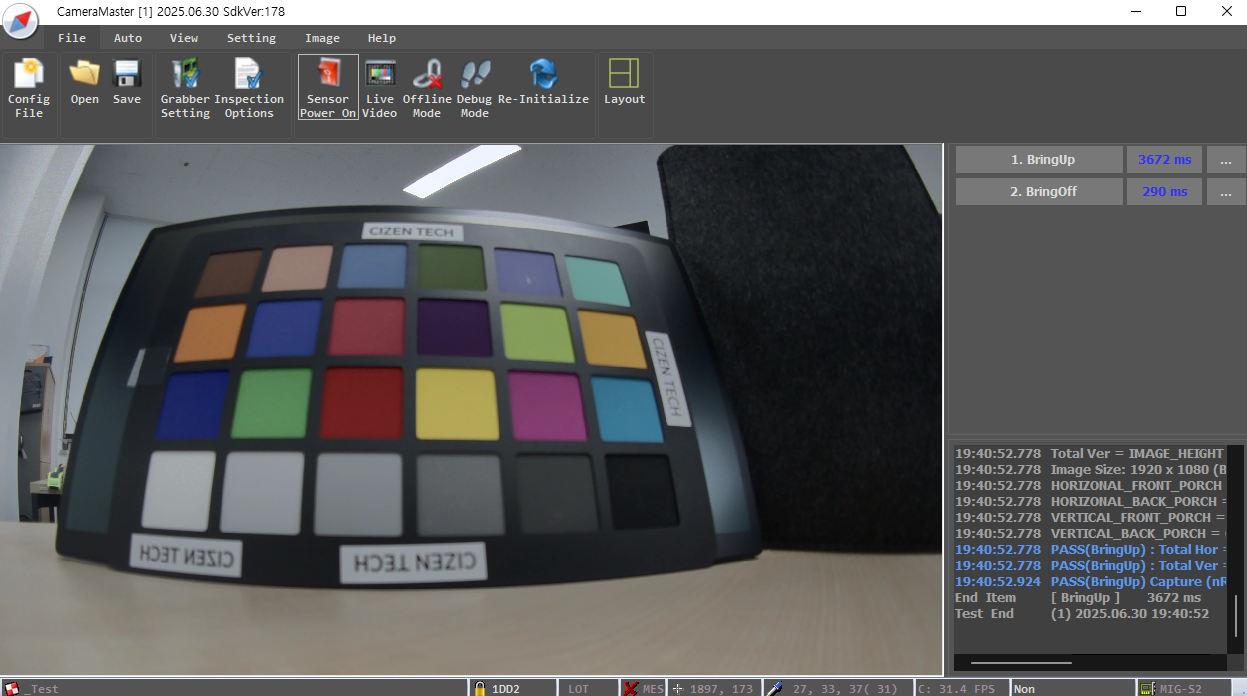 CameraMaster [1] 2025.06.30 SdkVer:178
File Auto View Setting Image Help
Config File
Open
Save
Grabber Setting
Inspection Options
Sensor Power On
Live Video
Offline Mode
Debug Mode
Re-Initialize
Layout
CIZEN TECH
CIZEN TECH
CIZEN TECH
CIZEN TECH
1. BringUp 3672 ms ...
2. BringOff 290 ms ...
19:40:52.778 Total Ver = IMAGE_HEIGHT
19:40:52.778 Image Size: 1920 x 1080 (B
19:40:52.778 HORIZONAL_FRONT_PORCH
19:40:52.778 HORIZONAL_BACK_PORCH =
19:40:52.778 VERTICAL_FRONT_PORCH =
19:40:52.778 VERTICAL_BACK_PORCH =
19:40:52.778 PASS(BringUp) : Total Hor =
19:40:52.778 PASS(BringUp) : Total Ver =
19:40:52.924 PASS(BringUp) Capture (nR
End Item [ BringUp ] 3672 ms
Test End (1) 2025.06.30 19:40:52
_Test 1DD2 LOT MES 1897, 173 27, 33, 37( 31) C: 31.4 FPS Non MIG-S2